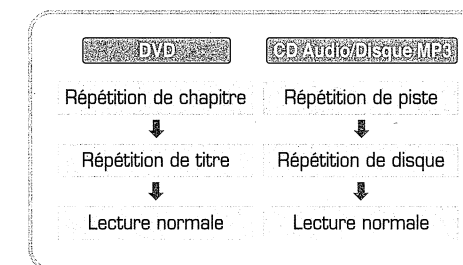 DVD CD Audio/Disque MP3
Répétition de chapitre Répétition de piste
Répétition de titre Répétition de disque
Lecture normale Lecture normale